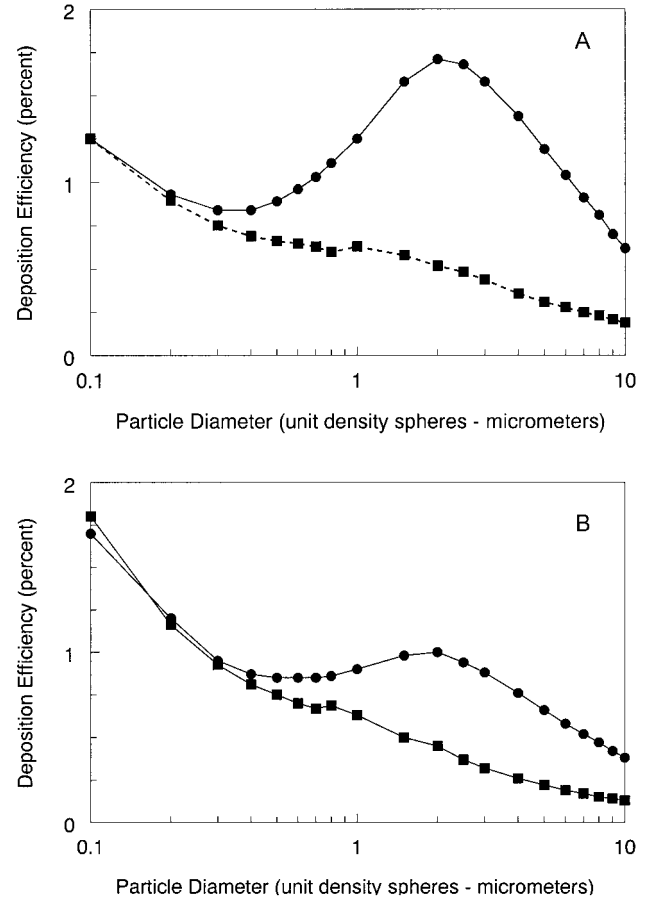 2
A
Deposition Efficiency (percent)
1
0
0.1
1
10
Particle Diameter (unit density spheres - micrometers)
2
B
Deposition Efficiency (percent)
1
0
0.1
1
10
Particle Diameter (unit density spheres - micrometers)